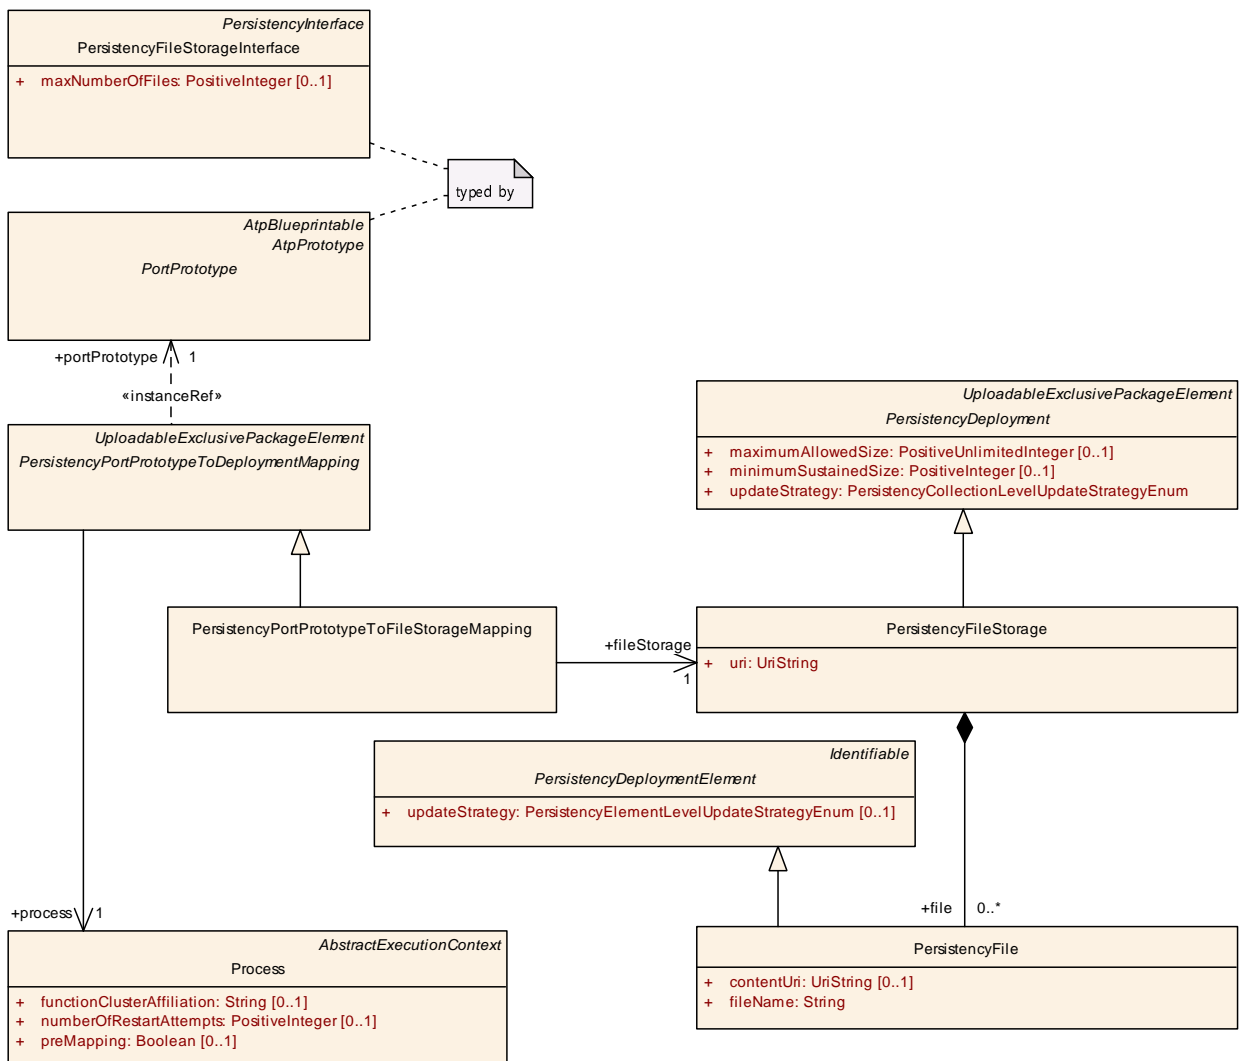 PersistencyInterface
PersistencyFileStorageInterface
+ maxNumberOfFiles: PositiveInteger [0..1]
typed by
AtpBlueprintable
AtpPrototype
PortPrototype
+portPrototype 1
«instanceRef»
UploadableExclusivePackageElement
PersistencyPortPrototypeToDeploymentMapping
UploadableExclusivePackageElement
PersistencyDeployment
+ maximumAllowedSize: PositiveUnlimitedInteger [0..1]
+ minimumSustainedSize: PositiveInteger [0..1]
+ updateStrategy: PersistencyCollectionLevelUpdateStrategyEnum
PersistencyPortPrototypeToFileStorageMapping
+fileStorage
1
PersistencyFileStorage
+ uri: UriString
Identifiable
PersistencyDeploymentElement
+ updateStrategy: PersistencyElementLevelUpdateStrategyEnum [0..1]
+process 1
+file 0..*
AbstractExecutionContext
Process
+ functionClusterAffiliation: String [0..1]
+ numberOfRestartAttempts: PositiveInteger [0..1]
+ preMapping: Boolean [0..1]
PersistencyFile
+ contentUri: UriString [0..1]
+ fileName: String